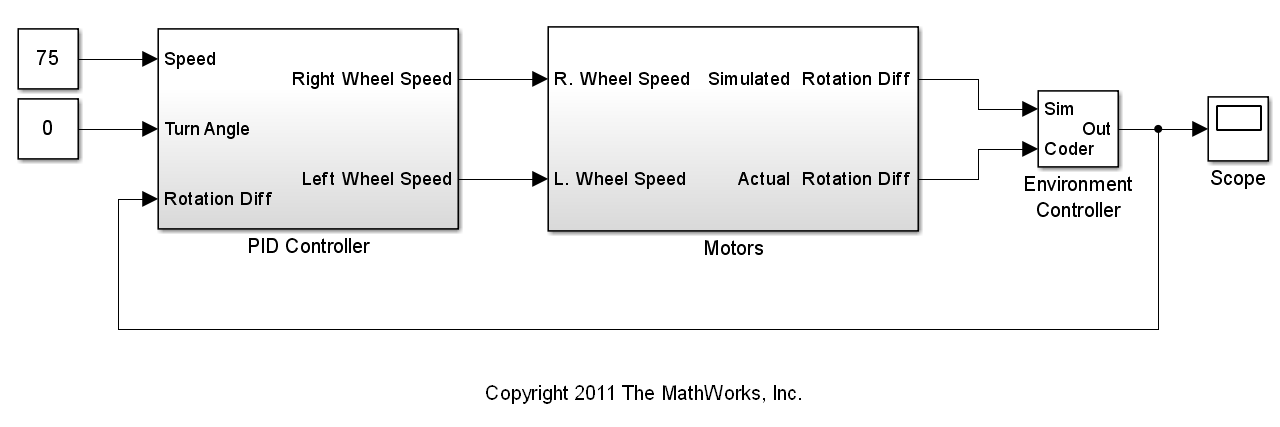 75
0
Speed
Turn Angle
Rotation Diff
Right Wheel Speed
Left Wheel Speed
PID Controller
R. Wheel Speed
L. Wheel Speed
Simulated Rotation Diff
Actual Rotation Diff
Motors
Sim
Coder
Out
Environment
Controller
Scope
Copyright 2011 The MathWorks, Inc.